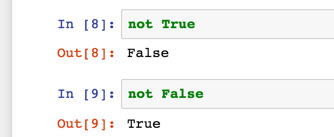 In [8]: not True
Out[8]: False
In [9]: not False
Out[9]: True